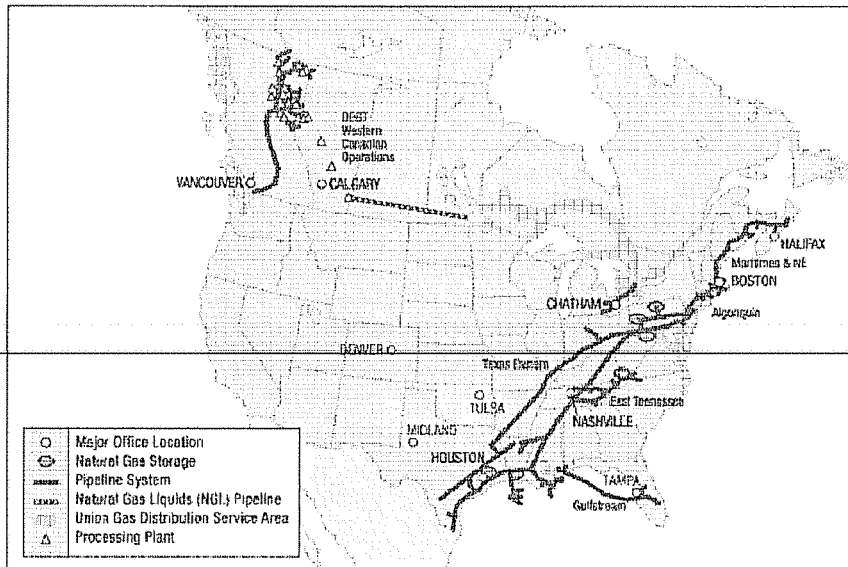 DEGT
Western
Canadian
Operations
VANCOUVER
CALGARY
HALIFAX
Maritimes & NE
BOSTON
CHATHAM
Algonquin
DENVER
Texas Eastern
TULSA
East Tennessee
NASHVILLE
MIDLAND
HOUSTON
TAMPA
Gulfstream
Major Office Location
Natural Gas Storage
Pipeline System
Natural Gas Liquids (NGL) Pipeline
Union Gas Distribution Service Area
Processing Plant